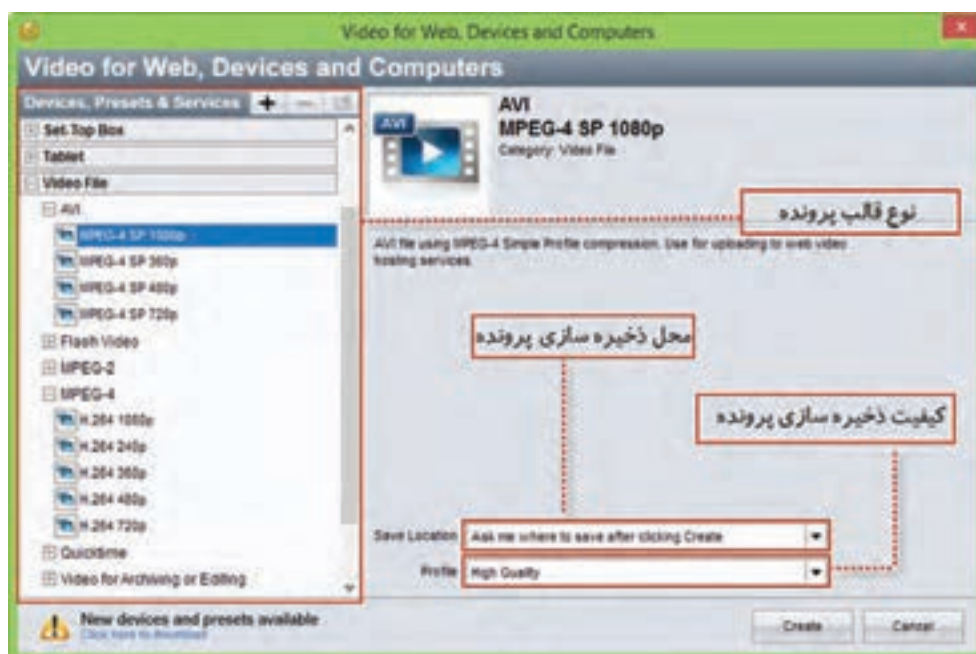 Video for Web, Devices and Computers
Video for Web, Devices and Computers
Devices, Presets & Services
Set-Top Box
Tablet
Video File
AVI
MPEG-4 SP 1080p
MPEG-4 SP 360p
MPEG-4 SP 480p
MPEG-4 SP 720p
Flash Video
MPEG-2
MPEG-4
H.264 1080p
H.264 240p
H.264 360p
H.264 480p
H.264 720p
Quicktime
Video for Archiving or Editing
AVI
AVI
MPEG-4 SP 1080p
Category: Video File
نوع قالب پرونده
AVI file using MPEG-4 Simple Profile compression. Use for uploading to web video
hosting services.
محل ذخیره سازی پرونده
کیفیت ذخیره سازی پرونده
Save Location
Ask me where to save after clicking Create
Profile
High Quality
New devices and presets available
Click here to download
Create
Cancel